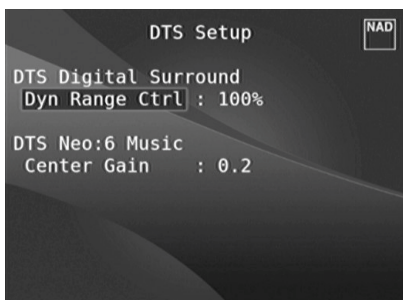 DTS Setup
NAD
DTS Digital Surround
Dyn Range Ctrl : 100%
DTS Neo:6 Music
Center Gain : 0.2